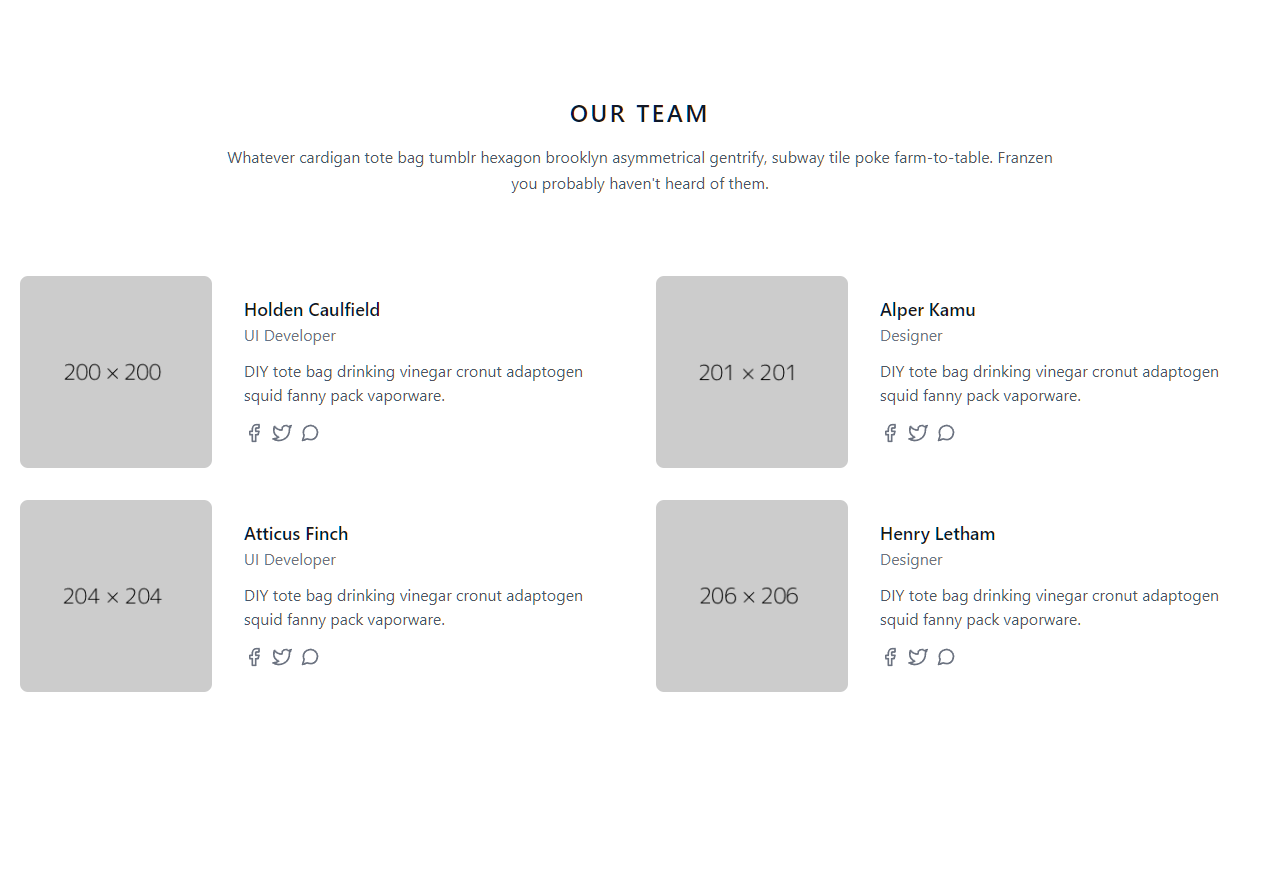 OUR TEAM
Whatever cardigan tote bag tumblr hexagon brooklyn asymmetrical gentrify, subway tile poke farm-to-table. Franzen
you probably haven't heard of them.
200 × 200
Holden Caulfield
UI Developer
DIY tote bag drinking vinegar cronut adaptogen
squid fanny pack vaporware.
201 × 201
Alper Kamu
Designer
DIY tote bag drinking vinegar cronut adaptogen
squid fanny pack vaporware.
204 × 204
Atticus Finch
UI Developer
DIY tote bag drinking vinegar cronut adaptogen
squid fanny pack vaporware.
206 × 206
Henry Letham
Designer
DIY tote bag drinking vinegar cronut adaptogen
squid fanny pack vaporware.